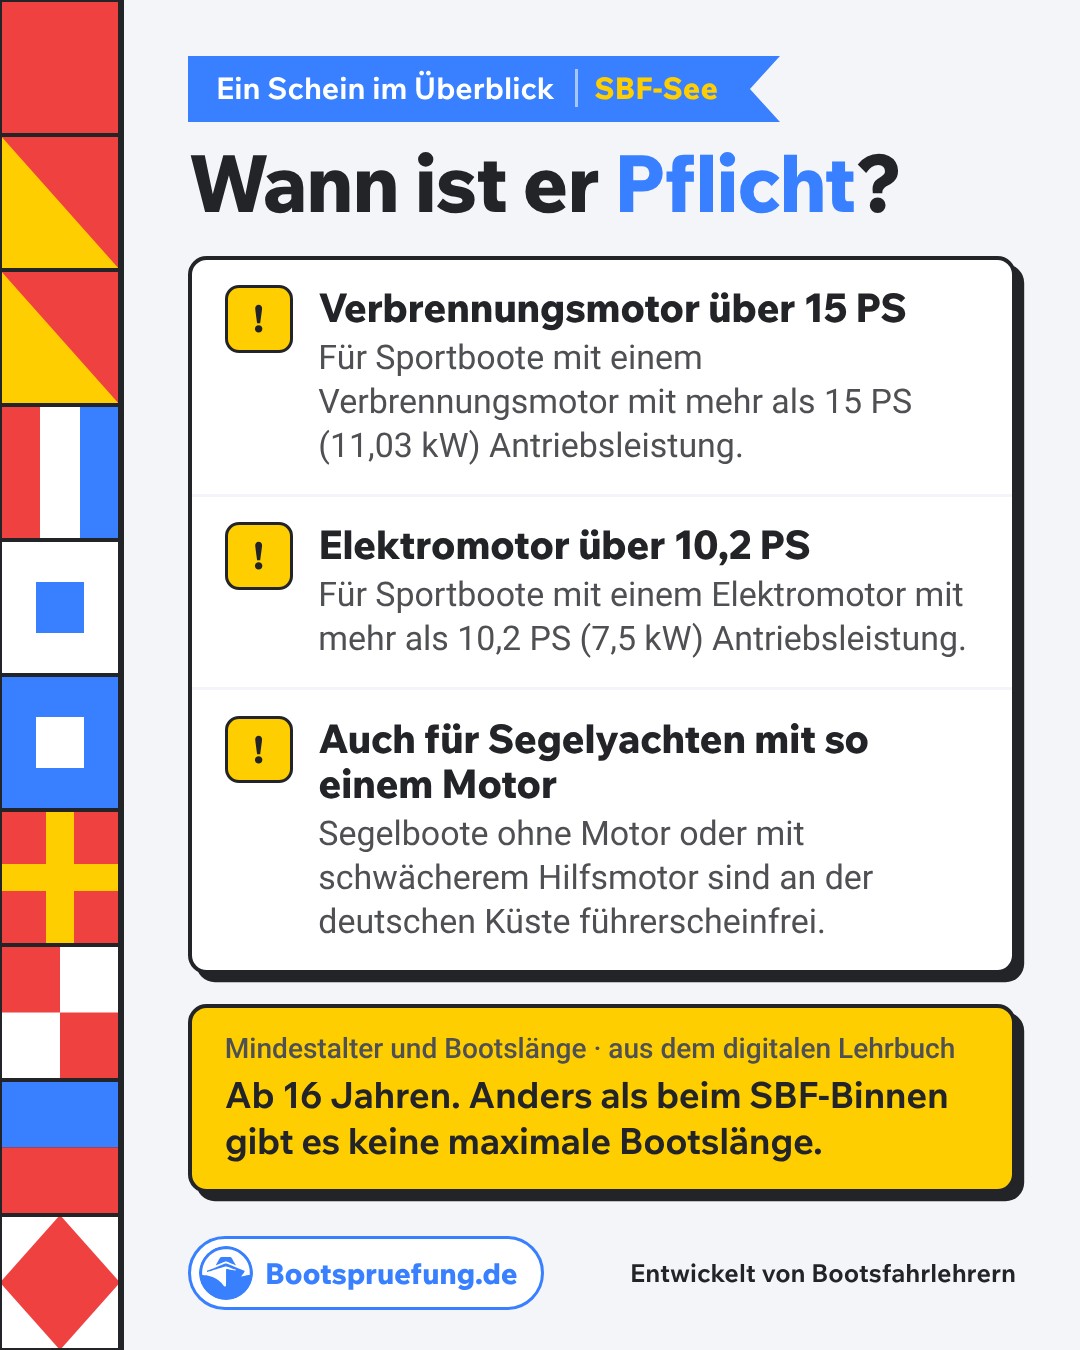 Ein Schein im Überblick | SBF-See
Wann ist er Pflicht?
! Verbrennungsmotor über 15 PS
Für Sportboote mit einem
Verbrennungsmotor mit mehr als 15 PS
(11,03 kW) Antriebsleistung.
! Elektromotor über 10,2 PS
Für Sportboote mit einem Elektromotor mit
mehr als 10,2 PS (7,5 kW) Antriebsleistung.
! Auch für Segelyachten mit so
einem Motor
Segelboote ohne Motor oder mit
schwächerem Hilfsmotor sind an der
deutschen Küste führerscheinfrei.
Mindestalter und Bootslänge · aus dem digitalen Lehrbuch
Ab 16 Jahren. Anders als beim SBF-Binnen
gibt es keine maximale Bootslänge.
Bootspruefung.de
Entwickelt von Bootsfahrlehrern